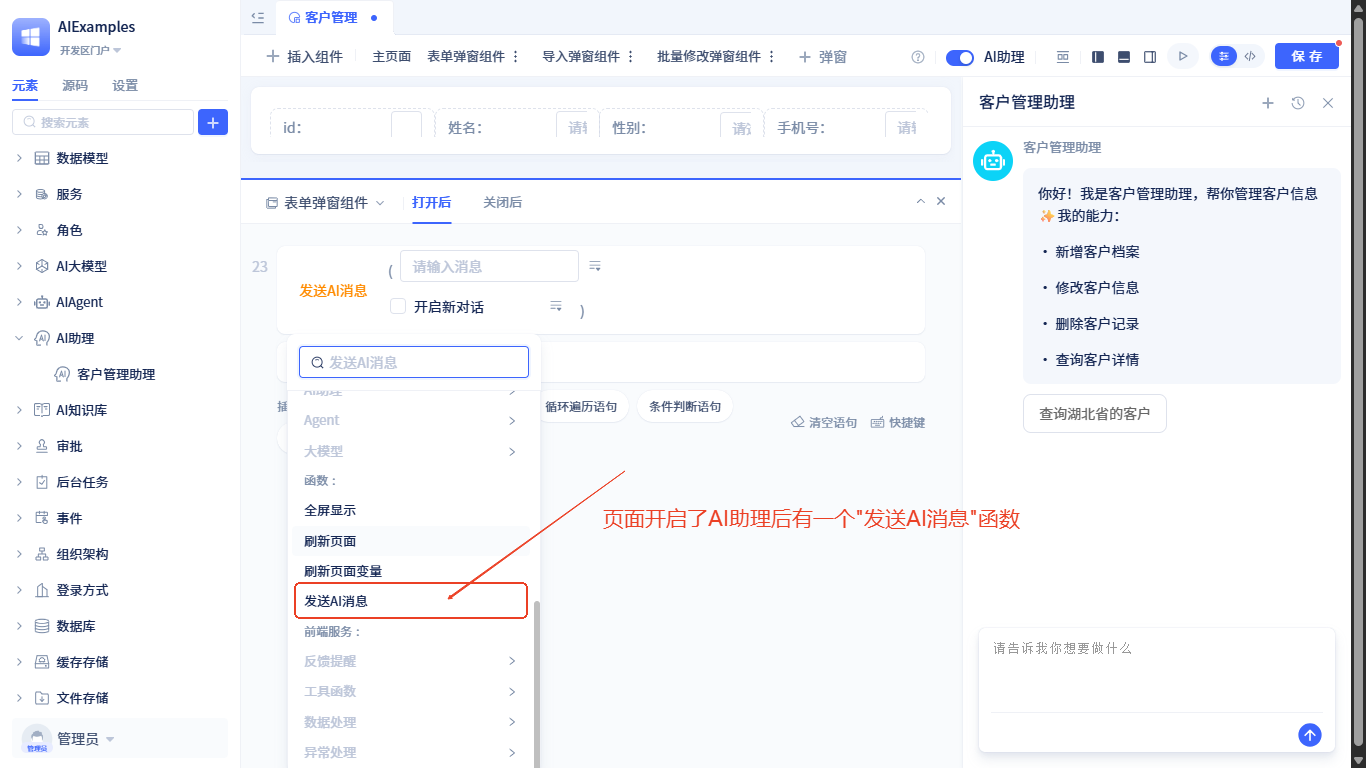 AIExamples
开发区门户
元素 源码 设置
搜索元素
数据模型
服务
角色
AI大模型
AIAgent
AI助理
客户管理助理
AI知识库
审批
后台任务
事件
组织架构
登录方式
数据库
缓存存储
文件存储
管理员
管理员
客户管理
插入组件 主页面 表单弹窗组件 导入弹窗组件 批量修改弹窗组件 弹窗 AI助理 保存
id: 姓名: 请输 性别: 请选 手机号: 请输
表单弹窗组件 打开后 关闭后
23
发送AI消息 ( 请输入消息
开启新对话 )
发送AI消息
循环遍历语句 条件判断语句
清空语句 快捷键
AI助理
Agent
大模型
函数：
全屏显示
刷新页面
刷新页面变量
发送AI消息
前端服务：
反馈提醒
工具函数
数据处理
异常处理
页面开启了AI助理后有一个"发送AI消息"函数
客户管理助理
客户管理助理
你好！我是客户管理助理，帮你管理客户信息
✨我的能力：
• 新增客户档案
• 修改客户信息
• 删除客户记录
• 查询客户详情
查询湖北省的客户
请告诉我你想要做什么